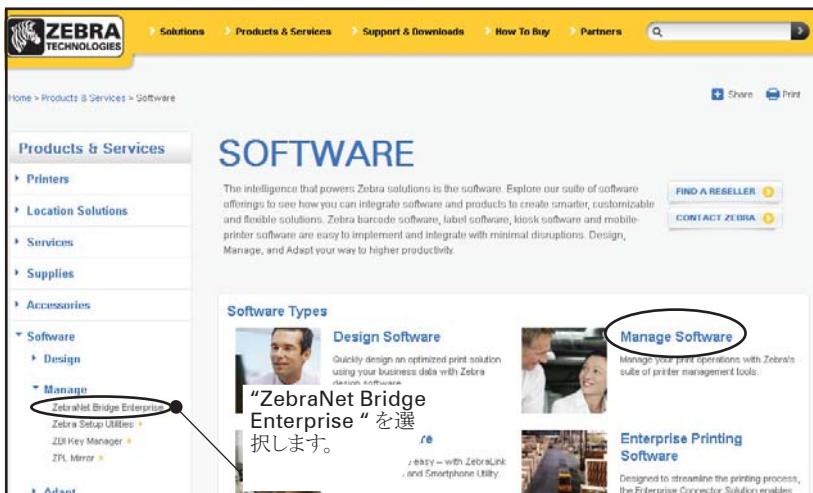 ZEBRA
TECHNOLOGIES
Solutions
Products & Services
Support & Downloads
How To Buy
Partners
Home > Products & Services > Software
Share
Print
Products & Services
Printers
Location Solutions
Services
Supplies
Accessories
Software
Design
Manage
ZebraNet Bridge Enterprise
Zebra Setup Utilities
ZBI Key Manager
ZPL Mirror
Adapt
SOFTWARE
The intelligence that powers Zebra solutions is the software. Explore our suite of software
offerings to see how you can integrate software and products to create smarter, customizable
and flexible solutions. Zebra barcode software, label software, kiosk software and mobile-
printer software are easy to implement and integrate with minimal disruptions. Design,
Manage, and Adapt your way to higher productivity.
FIND A RESELLER
CONTACT ZEBRA
Software Types
Design Software
Quickly design an optimized print solution
using your business data with Zebra
design software.
Manage Software
Manage your print operations with Zebra's
suite of printer management tools.
"ZebraNet Bridge
Enterprise " を選
択します。
re
easy – with ZebraLink
and Smartphone Utility.
Enterprise Printing
Software
Designed to streamline the printing process,
the Enterprise Connector Solution enables